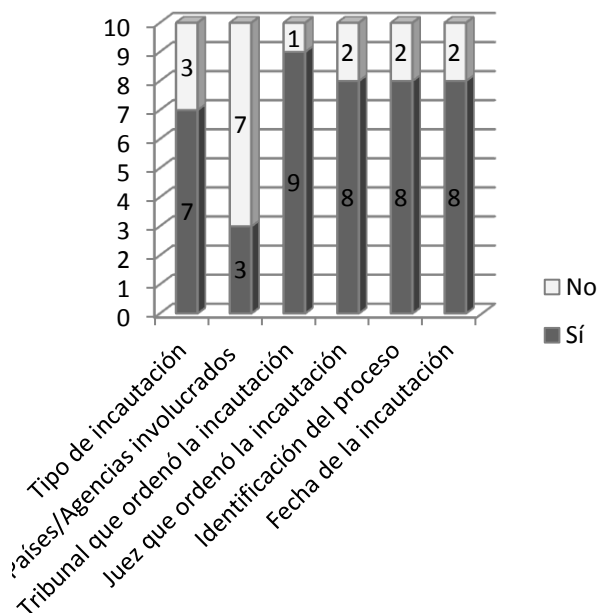 10
9
8
7
6
5
4
3
2
1
0
3
7
1
2
2
2
7
3
9
8
8
8
No
Sí
Tipo de incautación
Países/Agencias involucrados
Tribunal que ordenó la incautación
Juez que ordenó la incautación
Identificación del proceso
Fecha de la incautación